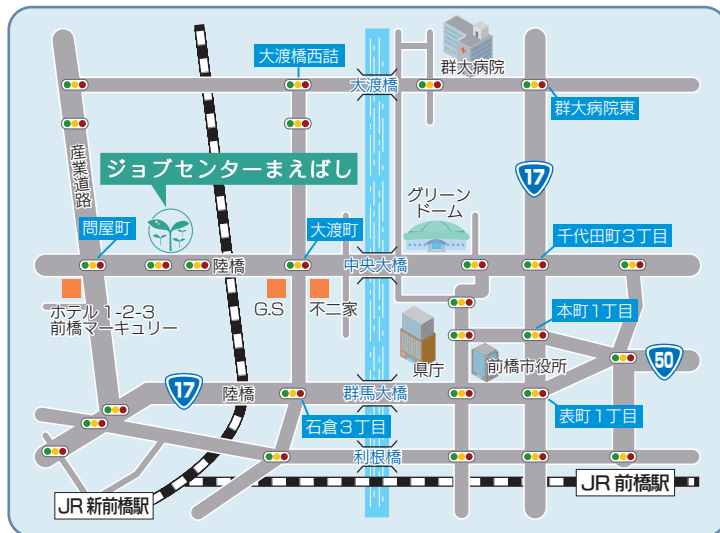 大渡橋西詰
群大病院
大渡橋
群大病院東
産業道路
ジョブセンターまえばし
17
グリーン
ドーム
問屋町
大渡町
千代田町3丁目
陸橋
中央大橋
ホテル1-2-3
前橋マーキュリー
G.S
不二家
本町1丁目
県庁
前橋市役所
50
17
陸橋
群馬大橋
石倉3丁目
表町1丁目
利根橋
JR 新前橋駅
JR 前橋駅